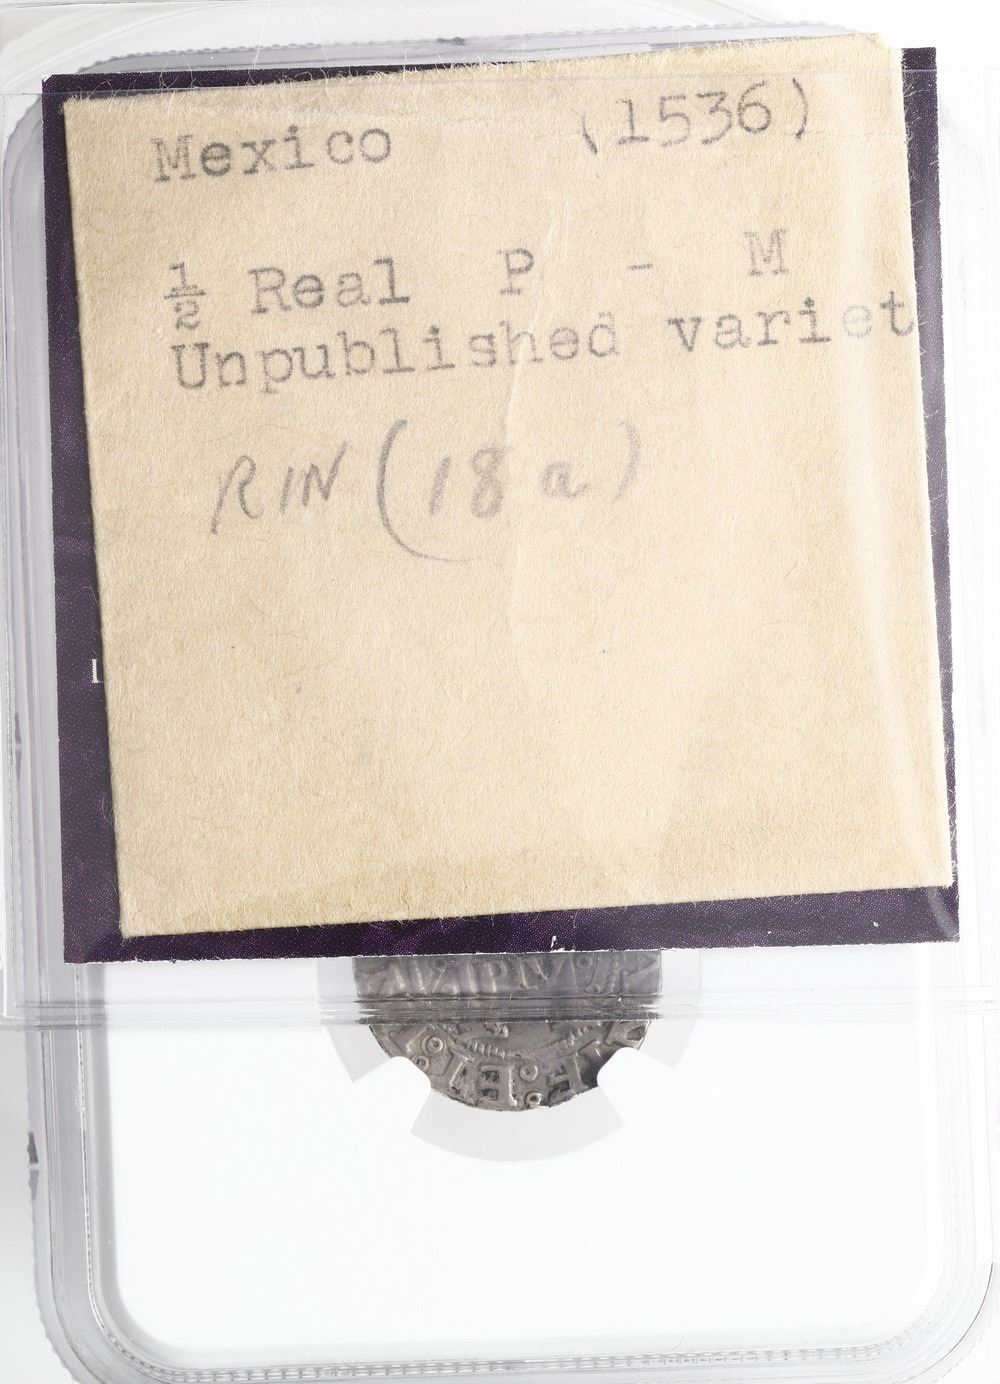 Mexico (1536)
½ Real P - M
Unpublished variet
RIN (18a)
L